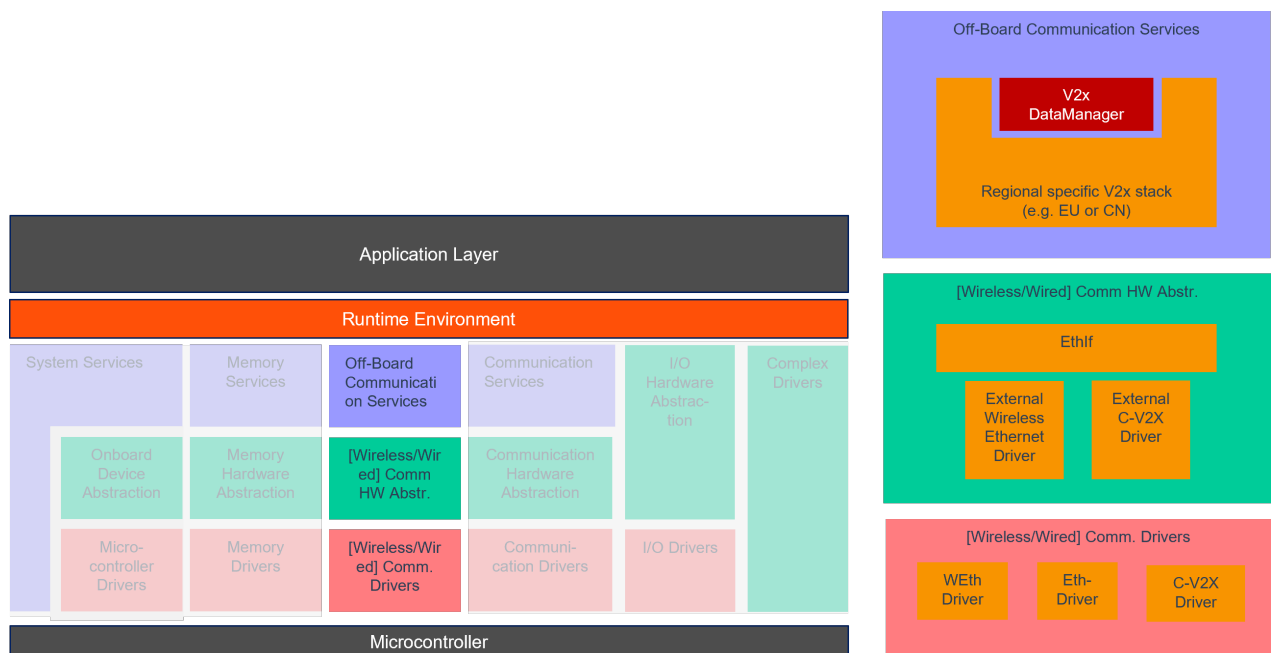 Off-Board Communication Services
V2x
DataManager
Regional specific V2x stack
(e.g. EU or CN)
Application Layer
Runtime Environment
System Services
Memory
Services
Off-Board
Communicati
on Services
Communication
Services
I/O
Hardware
Abstrac-
tion
Complex
Drivers
Onboard
Device
Abstraction
Memory
Hardware
Abstraction
[Wireless/Wir
ed] Comm
HW Abstr.
Communication
Hardware
Abstraction
Micro-
controller
Drivers
Memory
Drivers
[Wireless/Wir
ed] Comm.
Drivers
Communi-
cation Drivers
I/O Drivers
Microcontroller
[Wireless/Wired] Comm HW Abstr.
EthIf
External
Wireless
Ethernet
Driver
External
C-V2X
Driver
[Wireless/Wired] Comm. Drivers
WEth
Driver
Eth-
Driver
C-V2X
Driver